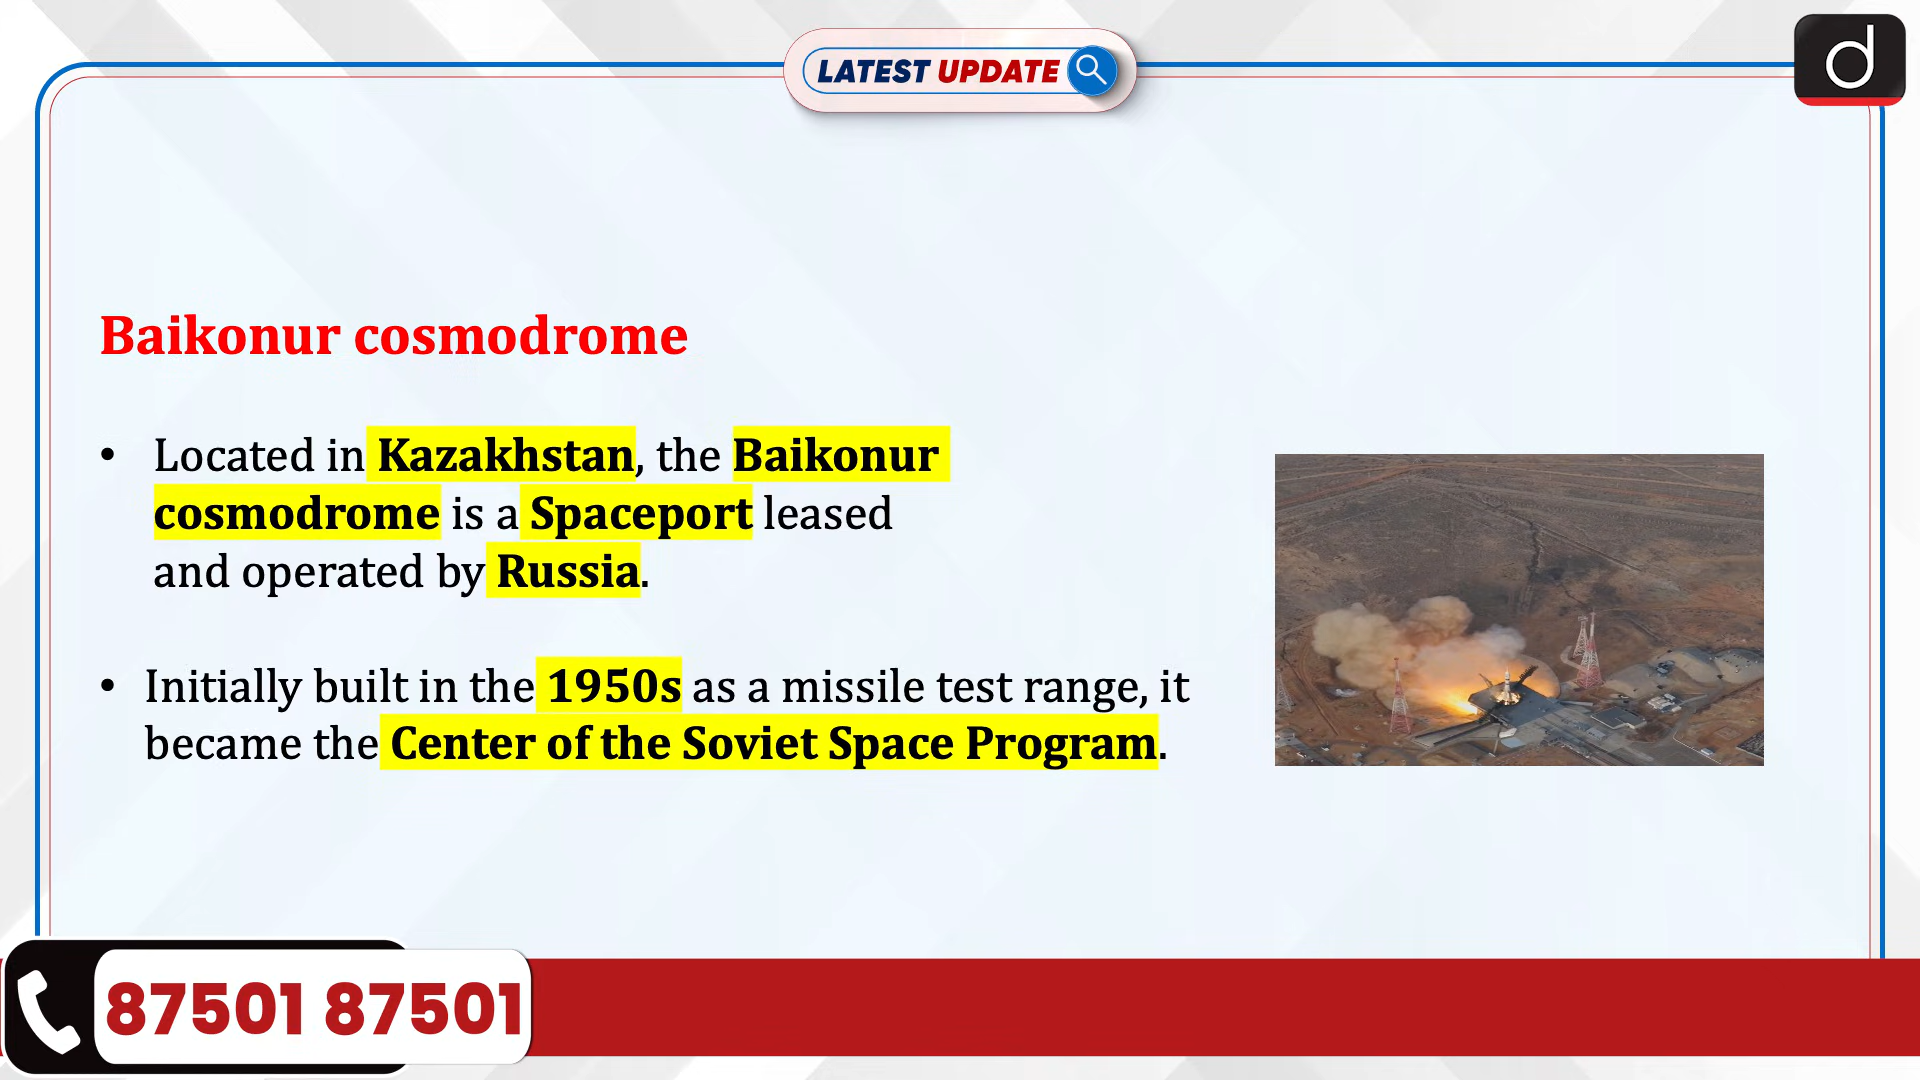 LATEST UPDATE
d
Baikonur cosmodrome
• Located in Kazakhstan, the Baikonur
cosmodrome is a Spaceport leased
and operated by Russia.
• Initially built in the 1950s as a missile test range, it
became the Center of the Soviet Space Program.
87501 87501